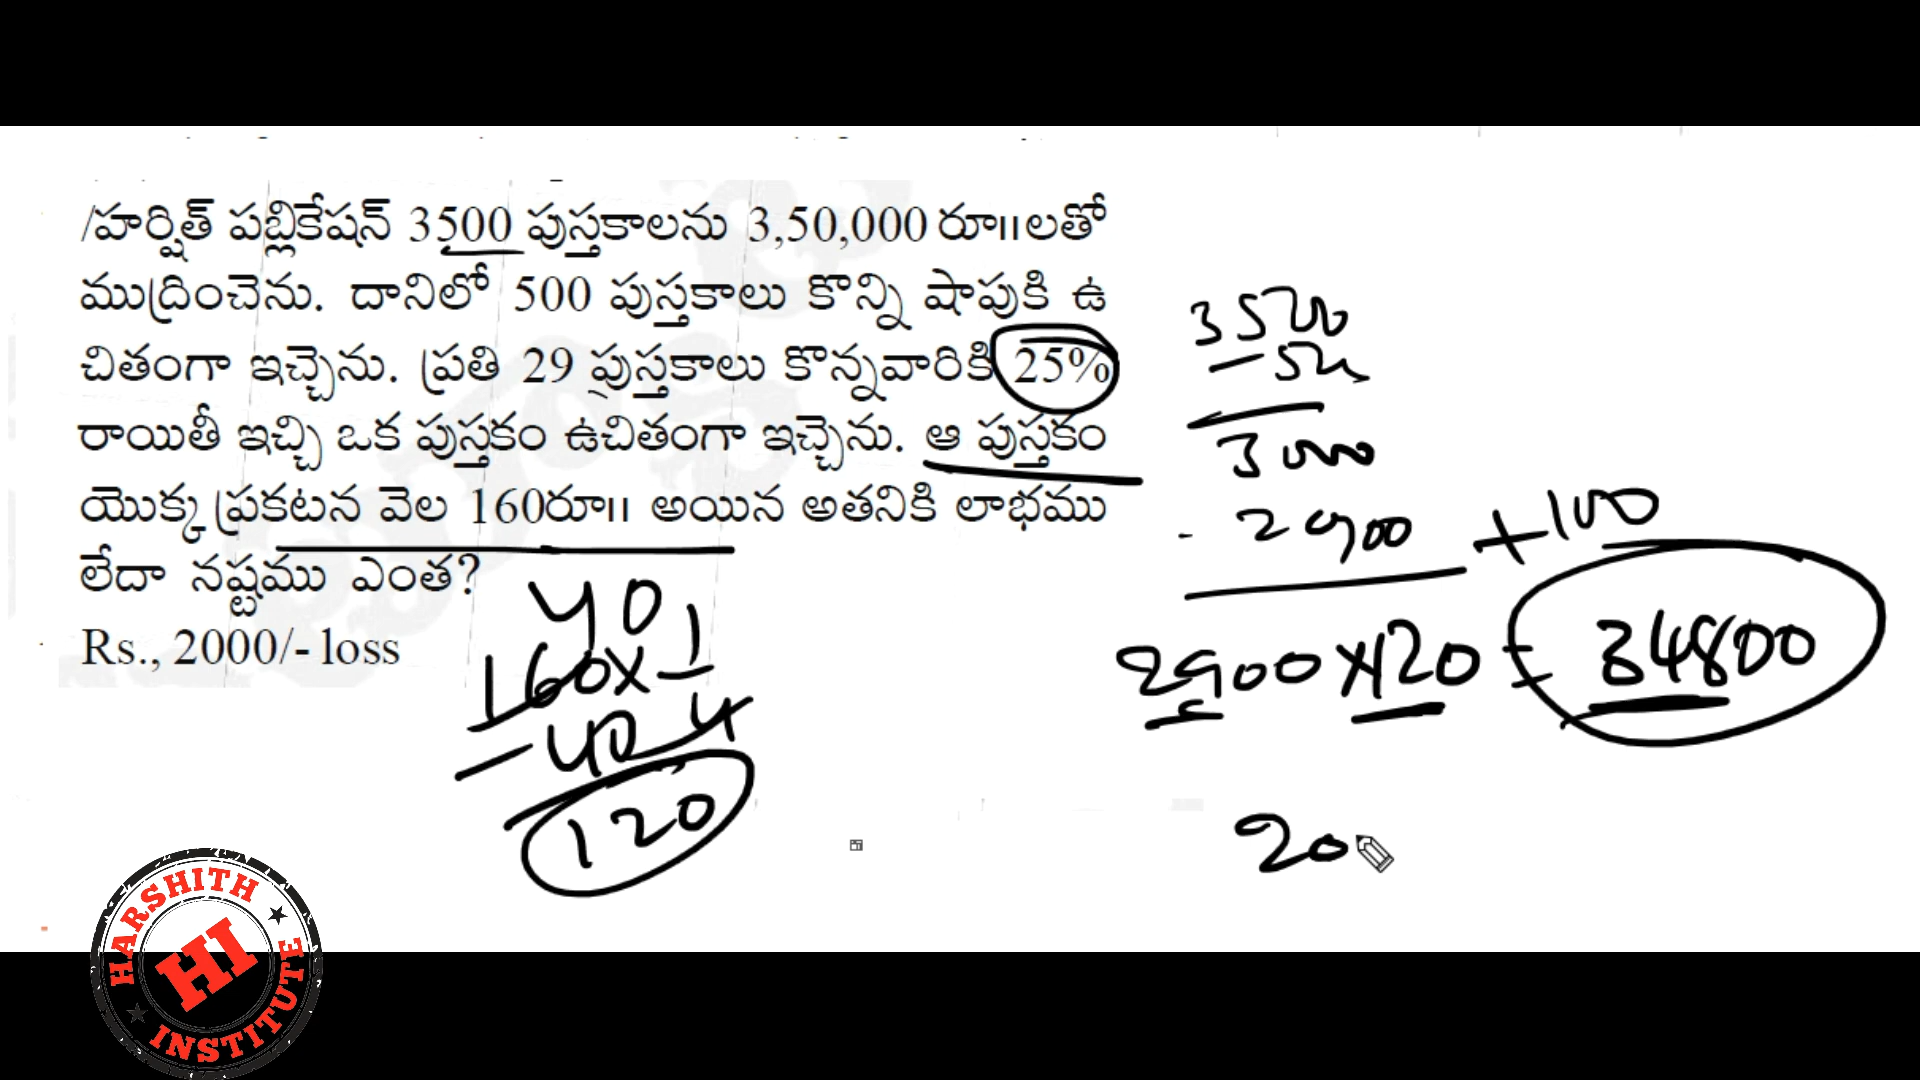 /హర్షిత్ పబ్లికేషన్ 3500 పుస్తకాలను 3,50,000 రూ॥లతో
ముద్రించెను. దానిలో 500 పుస్తకాలు కొన్ని షాపుకి ఉ
చితంగా ఇచ్చెను. ప్రతి 29 పుస్తకాలు కొన్నవారికి 25%
రాయితీ ఇచ్చి ఒక పుస్తకం ఉచితంగా ఇచ్చెను. ఆ పుస్తకం
యొక్క ప్రకటన వెల 160రూ॥ అయిన అతనికి లాభము
లేదా నష్టము ఎంత?
Rs., 2000/- loss
40
160 x 1
4
- 40
120
3500
- 500
3000
- 2900 + 100
2900 x 120 = 34800
20
HARSHITH
HI
INSTITUTE